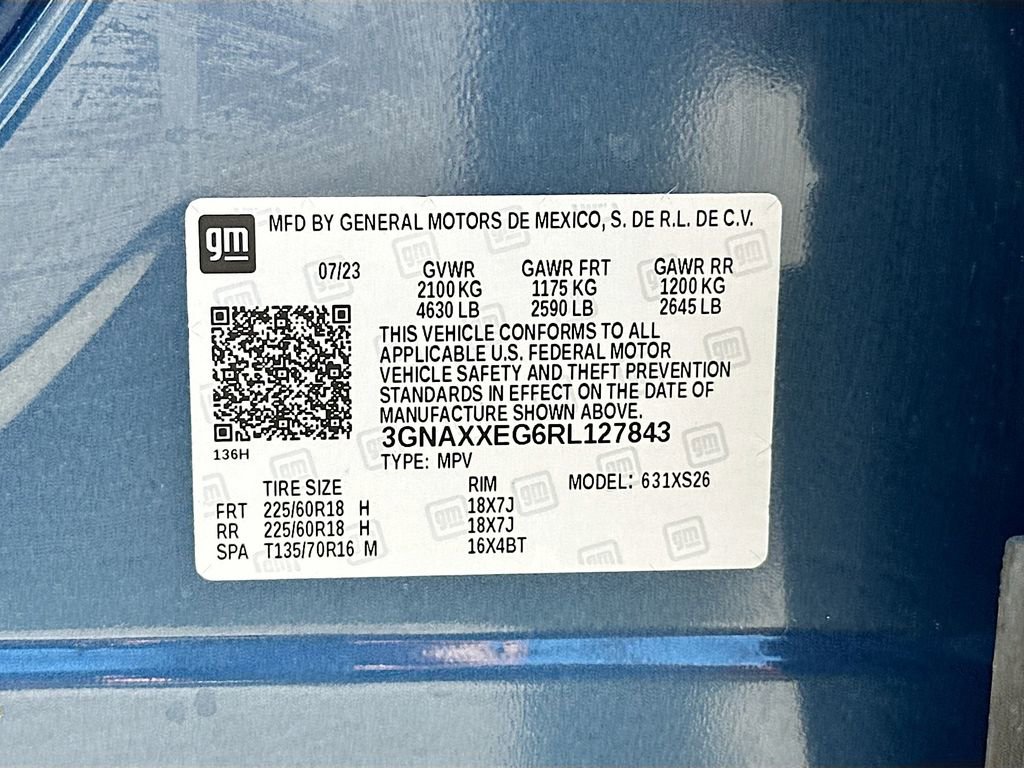 gm
MFD BY GENERAL MOTORS DE MEXICO, S. DE R.L. DE C.V.
07/23 GVWR GAWR FRT GAWR RR
2100 KG 1175 KG 1200 KG
4630 LB 2590 LB 2645 LB
THIS VEHICLE CONFORMS TO ALL
APPLICABLE U.S. FEDERAL MOTOR
VEHICLE SAFETY AND THEFT PREVENTION
STANDARDS IN EFFECT ON THE DATE OF
MANUFACTURE SHOWN ABOVE.
3GNAXXEG6RL127843
136H
TYPE: MPV
TIRE SIZE RIM MODEL: 631XS26
FRT 225/60R18 H 18X7J
RR 225/60R18 H 18X7J
SPA T135/70R16 M 16X4BT